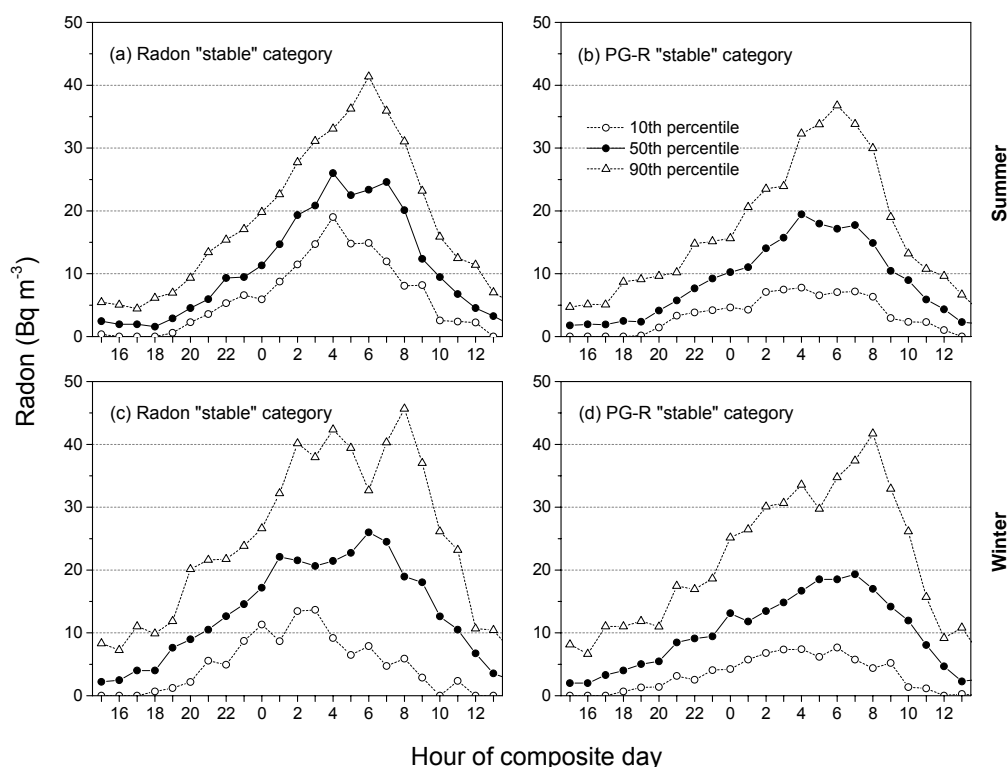 (a) Radon "stable" category
(b) PG-R "stable" category
10th percentile
50th percentile
90th percentile
50
40
30
20
10
0
16 18 20 22 0 2 4 6 8 10 12
50
40
30
20
10
0
16 18 20 22 0 2 4 6 8 10 12
Summer
(c) Radon "stable" category
(d) PG-R "stable" category
50
40
30
20
10
0
16 18 20 22 0 2 4 6 8 10 12
50
40
30
20
10
0
16 18 20 22 0 2 4 6 8 10 12
Winter
Radon (Bq m⁻³)
Hour of composite day